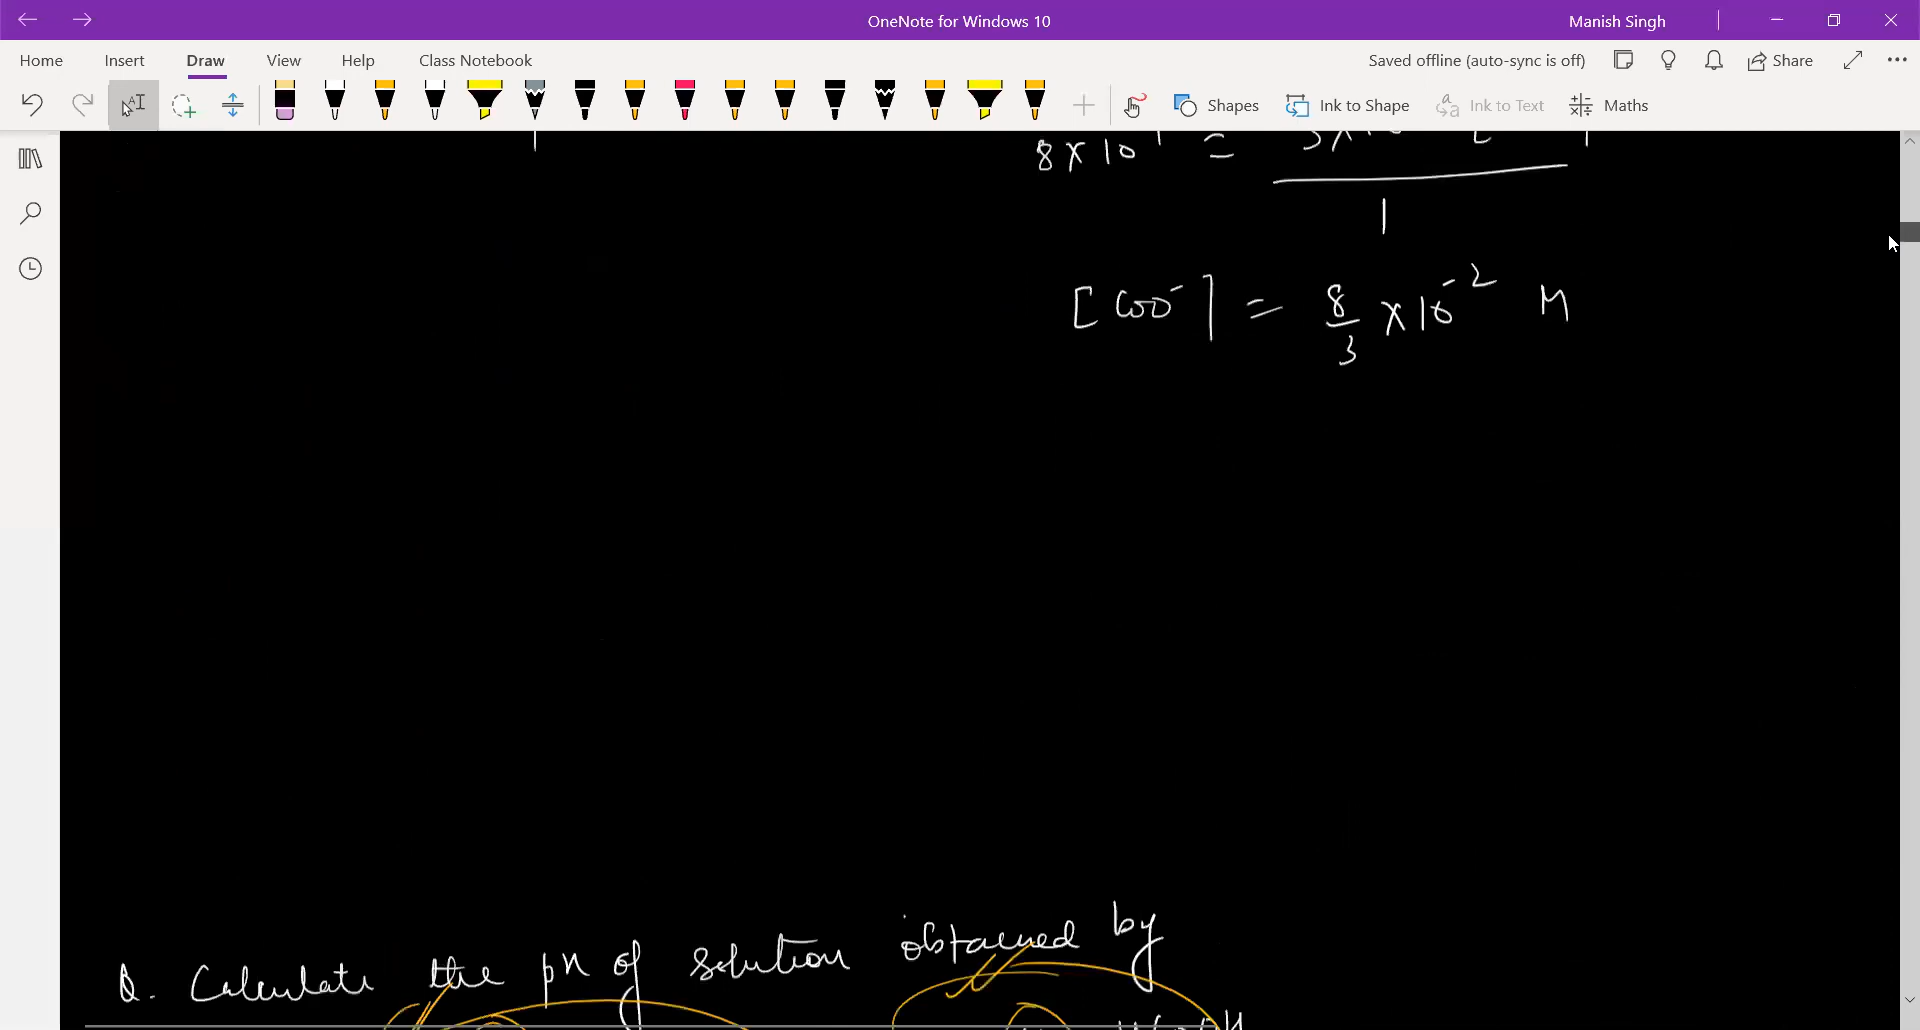 OneNote for Windows 10
Manish Singh
Home Insert Draw View Help Class Notebook
Saved offline (auto-sync is off) Share
Shapes Ink to Shape Ink to Text Maths
8 × 10 =
1
[COO⁻] = 8/3 × 10⁻² M
Q. Calculate the pH of solution obtained by